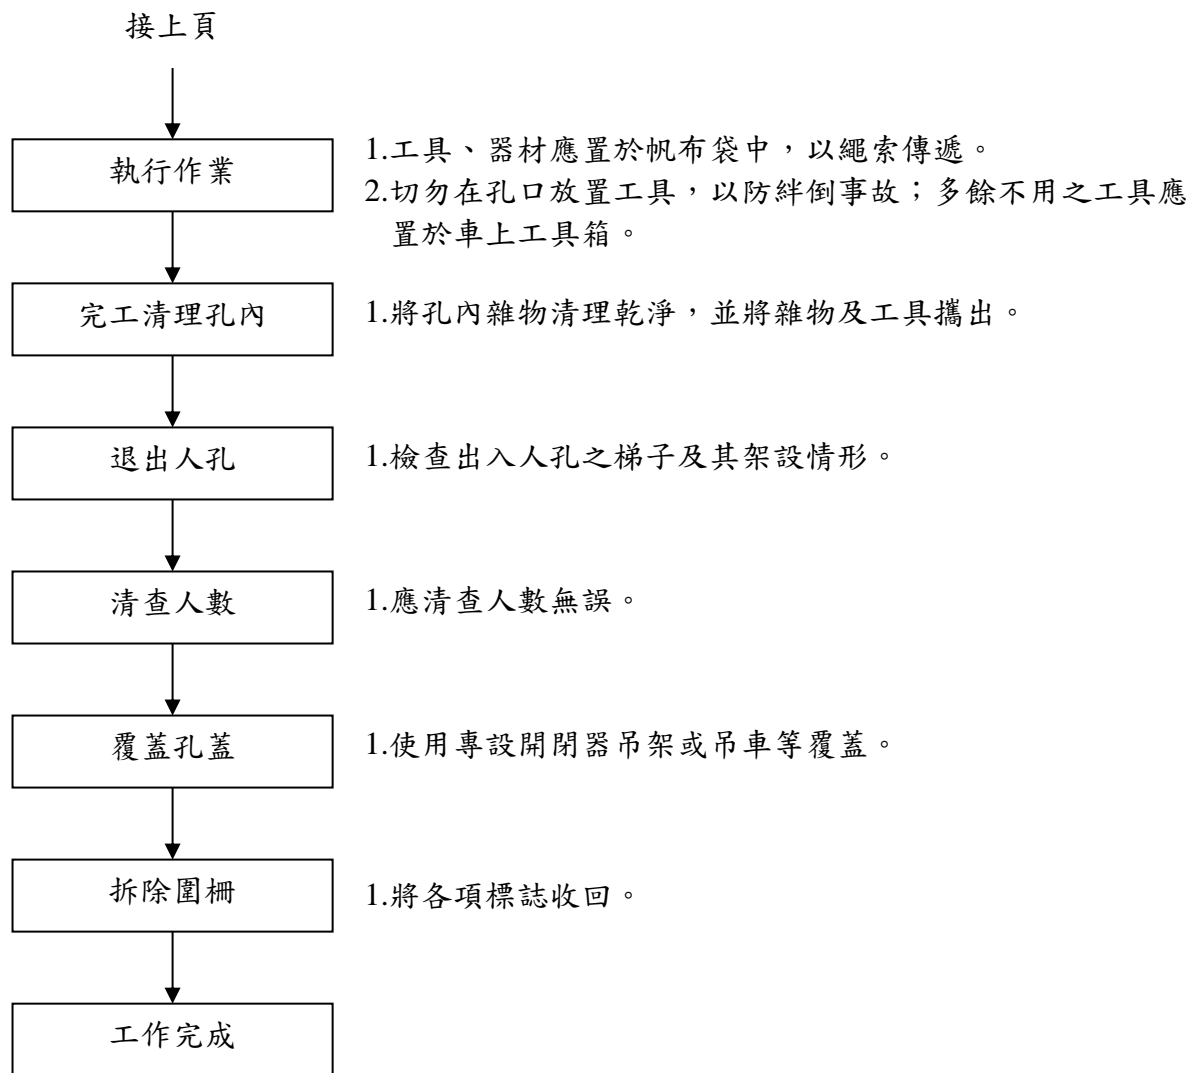 接上頁
執行作業
1.工具、器材應置於帆布袋中，以繩索傳遞。
2.切勿在孔口放置工具，以防絆倒事故；多餘不用之工具應
置於車上工具箱。
完工清理孔內
1.將孔內雜物清理乾淨，並將雜物及工具攜出。
退出人孔
1.檢查出入人孔之梯子及其架設情形。
清查人數
1.應清查人數無誤。
覆蓋孔蓋
1.使用專設開閉器吊架或吊車等覆蓋。
拆除圍柵
1.將各項標誌收回。
工作完成